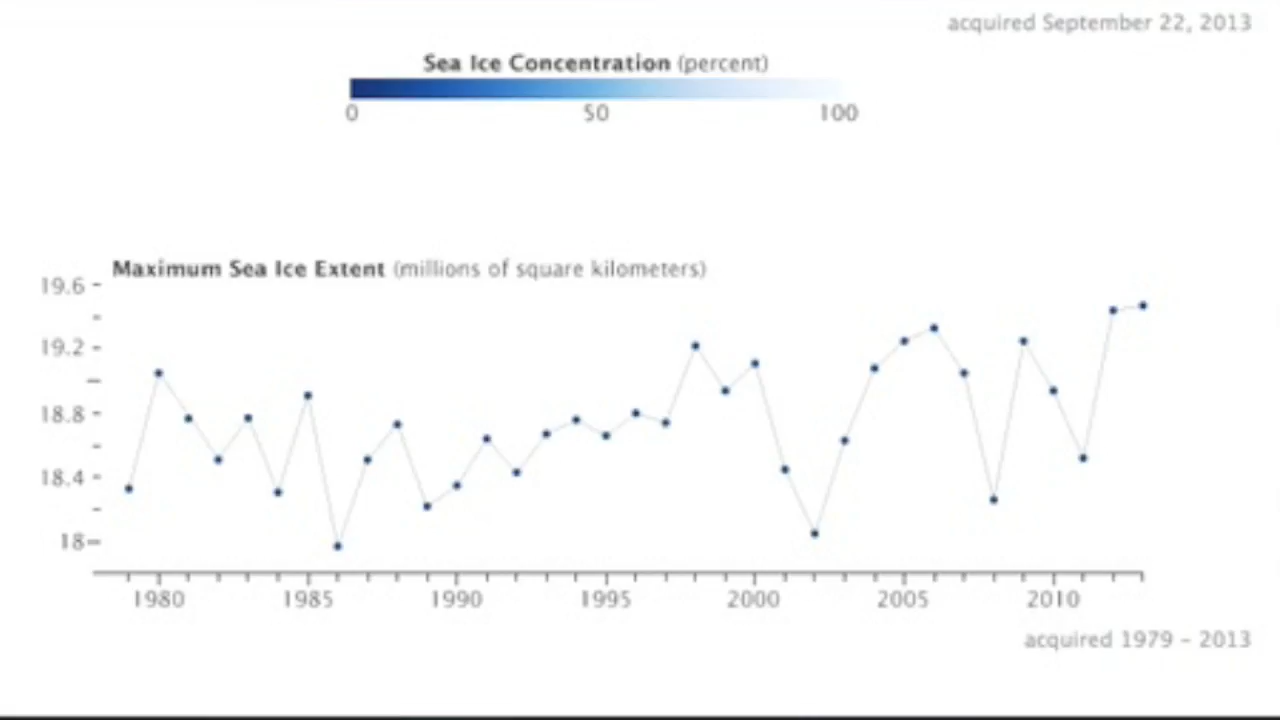 acquired September 22, 2013
Sea Ice Concentration (percent)
0 50 100
Maximum Sea Ice Extent (millions of square kilometers)
19.6
19.2
18.8
18.4
18
1980 1985 1990 1995 2000 2005 2010
acquired 1979 - 2013